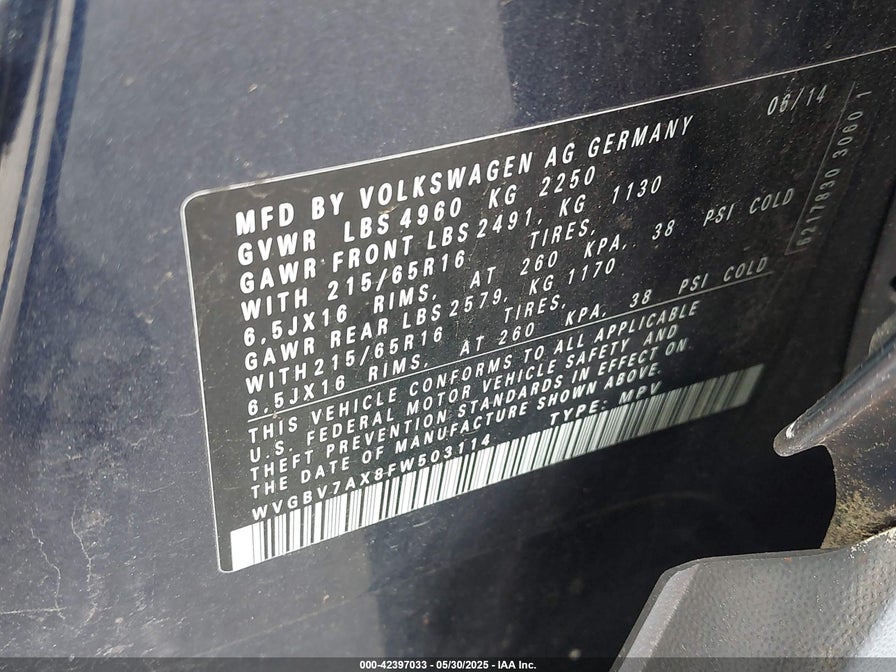 MFD BY VOLKSWAGEN AG GERMANY 06/14
GVWR LBS 4960 KG 2250
GAWR FRONT LBS 2491, KG 1130
WITH 215/65R16 TIRES,
6,5JX16 RIMS, AT 260 KPA, 38 PSI COLD
GAWR REAR LBS 2579, KG 1170
WITH 215/65R16 TIRES,
6,5JX16 RIMS, AT 260 KPA, 38 PSI COLD
THIS VEHICLE CONFORMS TO ALL APPLICABLE
U.S. FEDERAL MOTOR VEHICLE SAFETY AND
THEFT PREVENTION STANDARDS IN EFFECT ON
THE DATE OF MANUFACTURE SHOWN ABOVE.
WVGBV7AX8FW503114 TYPE: MPV
6217830 3060 1
000-42397033 — 05/30/2025 — IAA Inc.